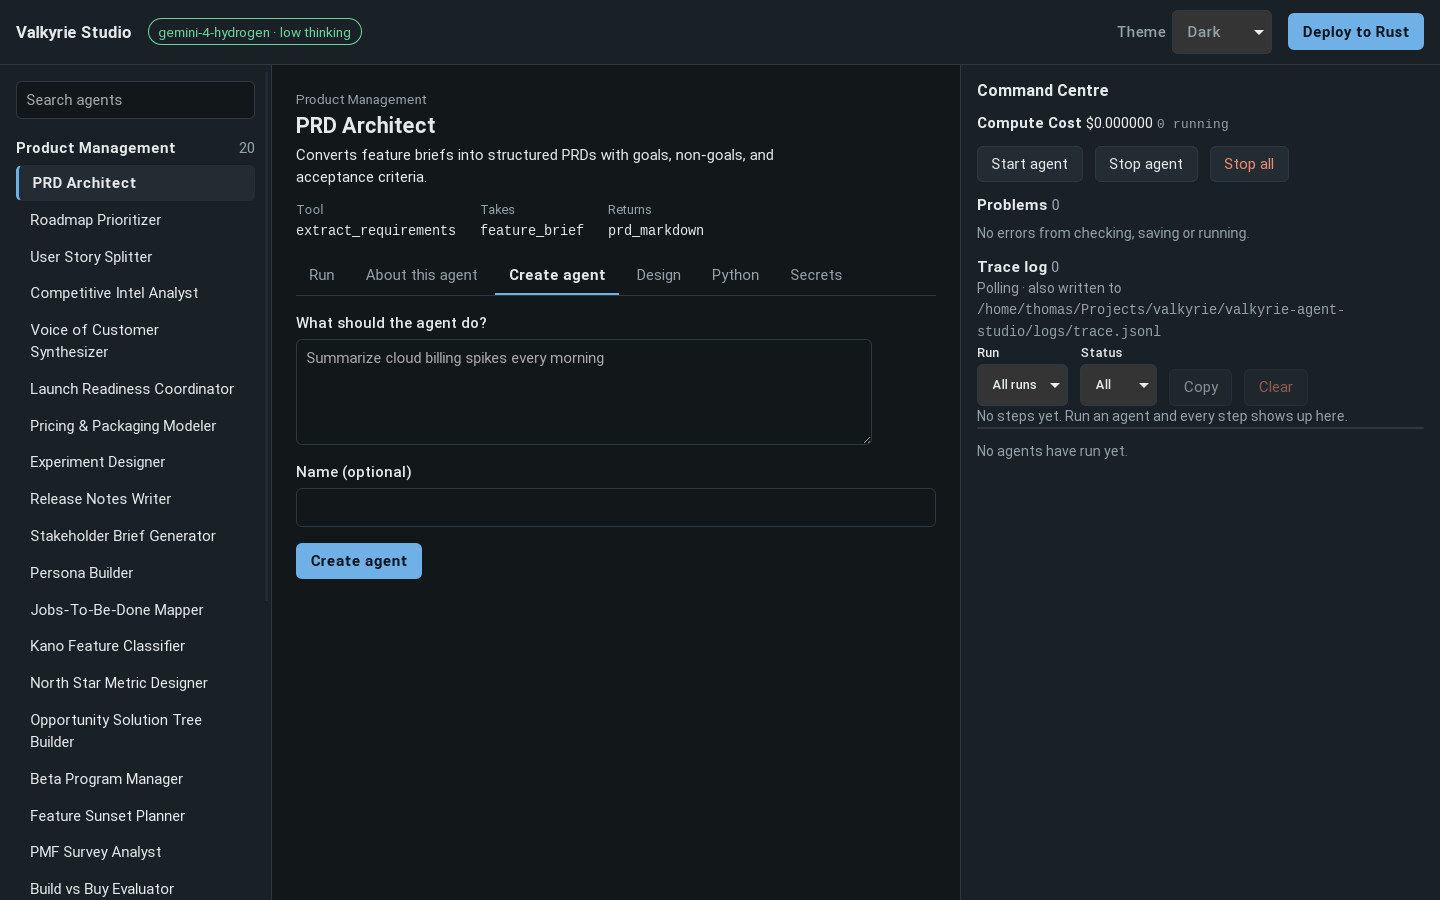 Valkyrie Studio
gemini-4-hydrogen · low thinking
Theme
Dark
Deploy to Rust
Search agents
Product Management 20
PRD Architect
Roadmap Prioritizer
User Story Splitter
Competitive Intel Analyst
Voice of Customer
Synthesizer
Launch Readiness Coordinator
Pricing & Packaging Modeler
Experiment Designer
Release Notes Writer
Stakeholder Brief Generator
Persona Builder
Jobs-To-Be-Done Mapper
Kano Feature Classifier
North Star Metric Designer
Opportunity Solution Tree
Builder
Beta Program Manager
Feature Sunset Planner
PMF Survey Analyst
Build vs Buy Evaluator
Product Management
PRD Architect
Converts feature briefs into structured PRDs with goals, non-goals, and
acceptance criteria.
Tool Takes Returns
extract_requirements feature_brief prd_markdown
Run About this agent Create agent Design Python Secrets
What should the agent do?
Summarize cloud billing spikes every morning
Name (optional)
Create agent
Command Centre
Compute Cost $0.000000 0 running
Start agent Stop agent Stop all
Problems 0
No errors from checking, saving or running.
Trace log 0
Polling · also written to
/home/thomas/Projects/valkyrie/valkyrie-agent-
studio/logs/trace.jsonl
Run Status
All runs All Copy Clear
No steps yet. Run an agent and every step shows up here.
No agents have run yet.